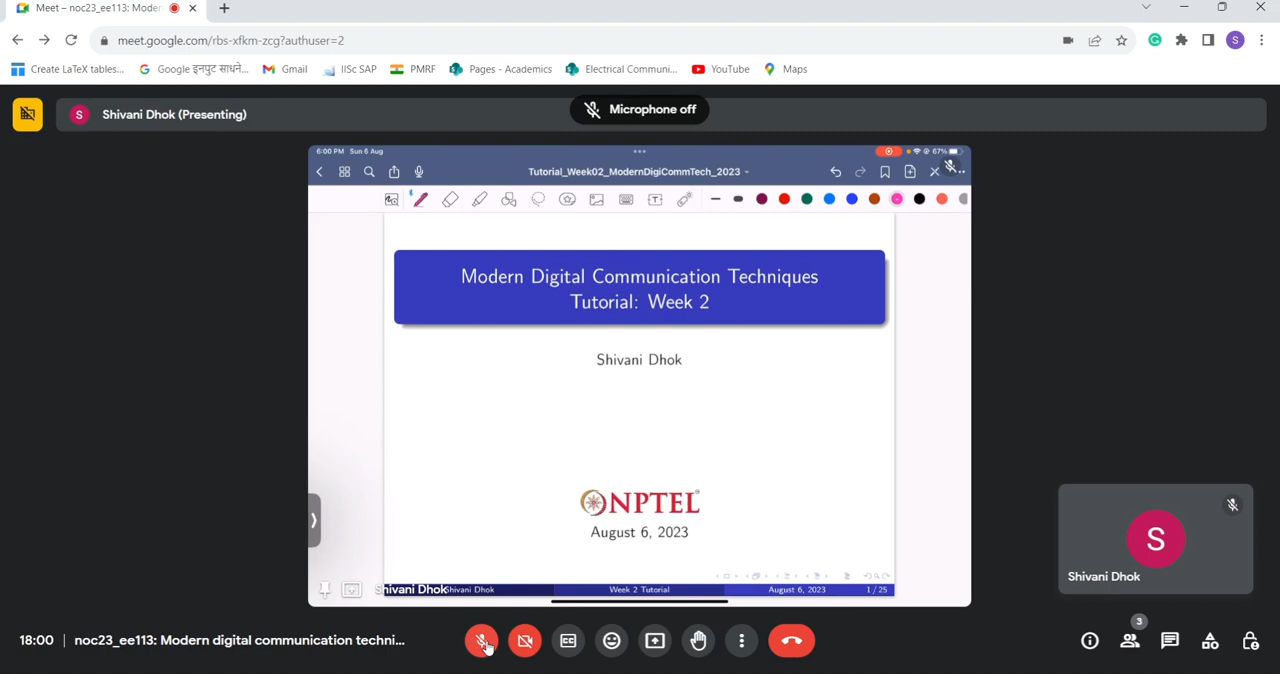 Meet – noc23_ee113: Moder
meet.google.com/rbs-xfkm-zcg?authuser=2
S
Create LaTeX tables...
Google इनपुट साधने...
Gmail
IISc SAP
PMRF
Pages - Academics
Electrical Communi...
YouTube
Maps
S
Shivani Dhok (Presenting)
Microphone off
6:00 PM Sun 6 Aug
67%
Tutorial_Week02_ModernDigiCommTech_2023
Modern Digital Communication Techniques
Tutorial: Week 2
Shivani Dhok
NPTEL
August 6, 2023
Shivani Dhok
Shivani Dhok
Week 2 Tutorial
August 6, 2023
1 / 25
S
Shivani Dhok
18:00
noc23_ee113: Modern digital communication techni...
3